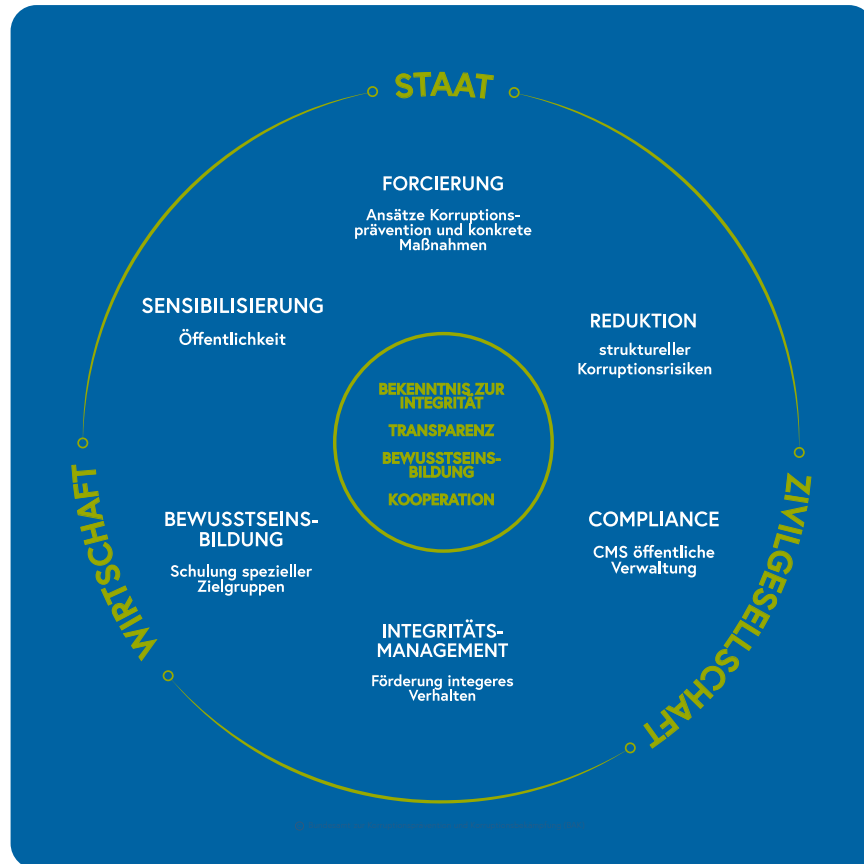 STAAT
FORCIERUNG
Ansätze Korruptions-
prävention und konkrete
Maßnahmen
SENSIBILISIERUNG
Öffentlichkeit
REDUKTION
struktureller
Korruptionsrisiken
BEKENNTNIS ZUR
INTEGRITÄT
TRANSPARENZ
BEWUSSTSEINS-
BILDUNG
KOOPERATION
WIRTSCHAFT
ZIVILGESELLSCHAFT
BEWUSSTSEINS-
BILDUNG
Schulung spezieller
Zielgruppen
COMPLIANCE
CMS öffentliche
Verwaltung
INTEGRITÄTS-
MANAGEMENT
Förderung integeres
Verhalten